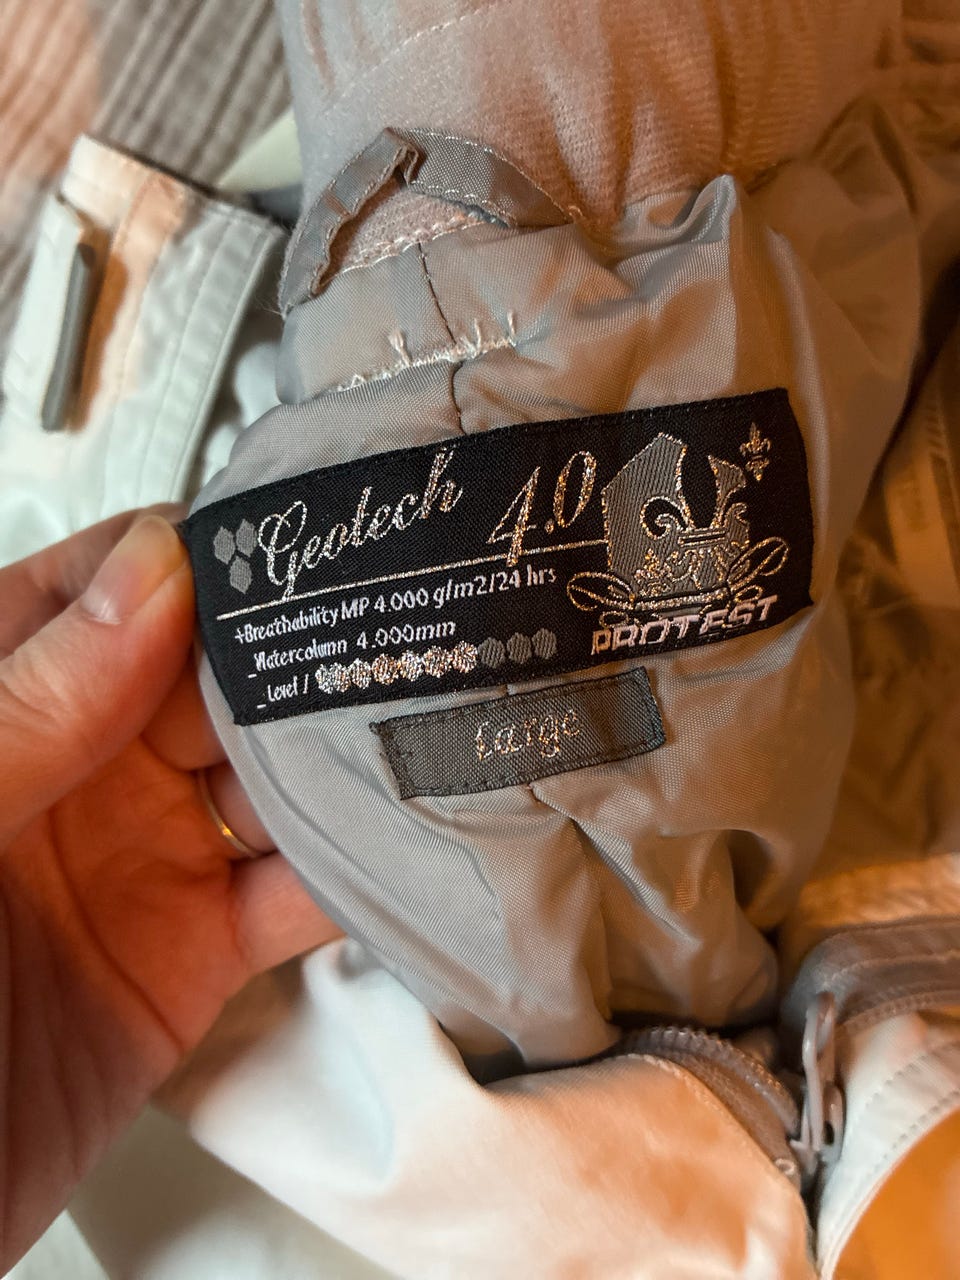 Geotech 4.0
+Breathability MP 4.000 g/m2/24 hrs
_Watercolumn 4.000mm
_Level /
PROTEST
Large